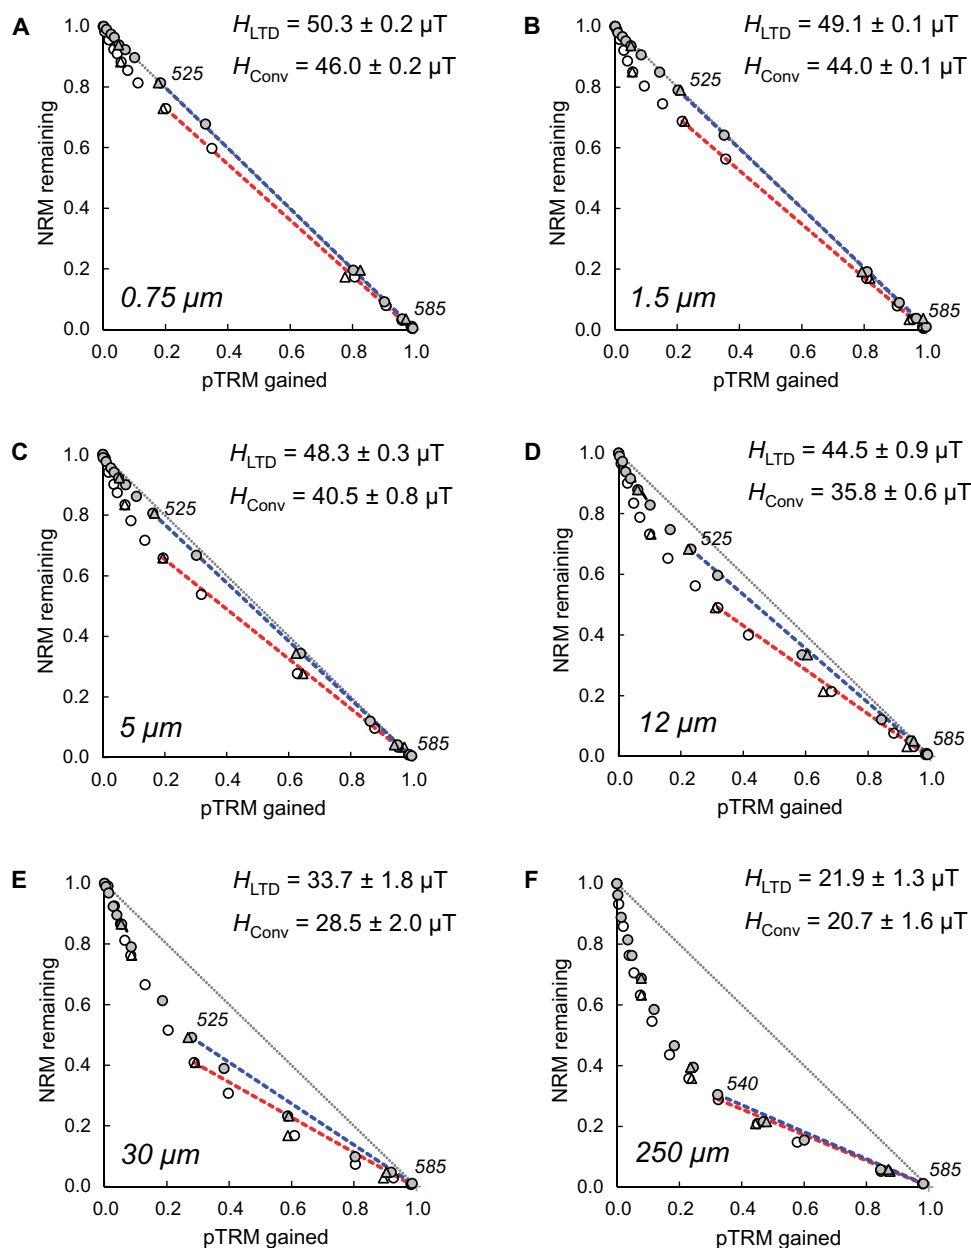 A
H_LTD = 50.3 ± 0.2 µT
H_Conv = 46.0 ± 0.2 µT
525
585
0.75 µm
NRM remaining
1.0
0.8
0.6
0.4
0.2
0.0
0.0 0.2 0.4 0.6 0.8 1.0
pTRM gained
B
H_LTD = 49.1 ± 0.1 µT
H_Conv = 44.0 ± 0.1 µT
525
585
1.5 µm
NRM remaining
1.0
0.8
0.6
0.4
0.2
0.0
0.0 0.2 0.4 0.6 0.8 1.0
pTRM gained
C
H_LTD = 48.3 ± 0.3 µT
H_Conv = 40.5 ± 0.8 µT
525
585
5 µm
NRM remaining
1.0
0.8
0.6
0.4
0.2
0.0
0.0 0.2 0.4 0.6 0.8 1.0
pTRM gained
D
H_LTD = 44.5 ± 0.9 µT
H_Conv = 35.8 ± 0.6 µT
525
585
12 µm
NRM remaining
1.0
0.8
0.6
0.4
0.2
0.0
0.0 0.2 0.4 0.6 0.8 1.0
pTRM gained
E
H_LTD = 33.7 ± 1.8 µT
H_Conv = 28.5 ± 2.0 µT
525
585
30 µm
NRM remaining
1.0
0.8
0.6
0.4
0.2
0.0
0.0 0.2 0.4 0.6 0.8 1.0
pTRM gained
F
H_LTD = 21.9 ± 1.3 µT
H_Conv = 20.7 ± 1.6 µT
540
585
250 µm
NRM remaining
1.0
0.8
0.6
0.4
0.2
0.0
0.0 0.2 0.4 0.6 0.8 1.0
pTRM gained